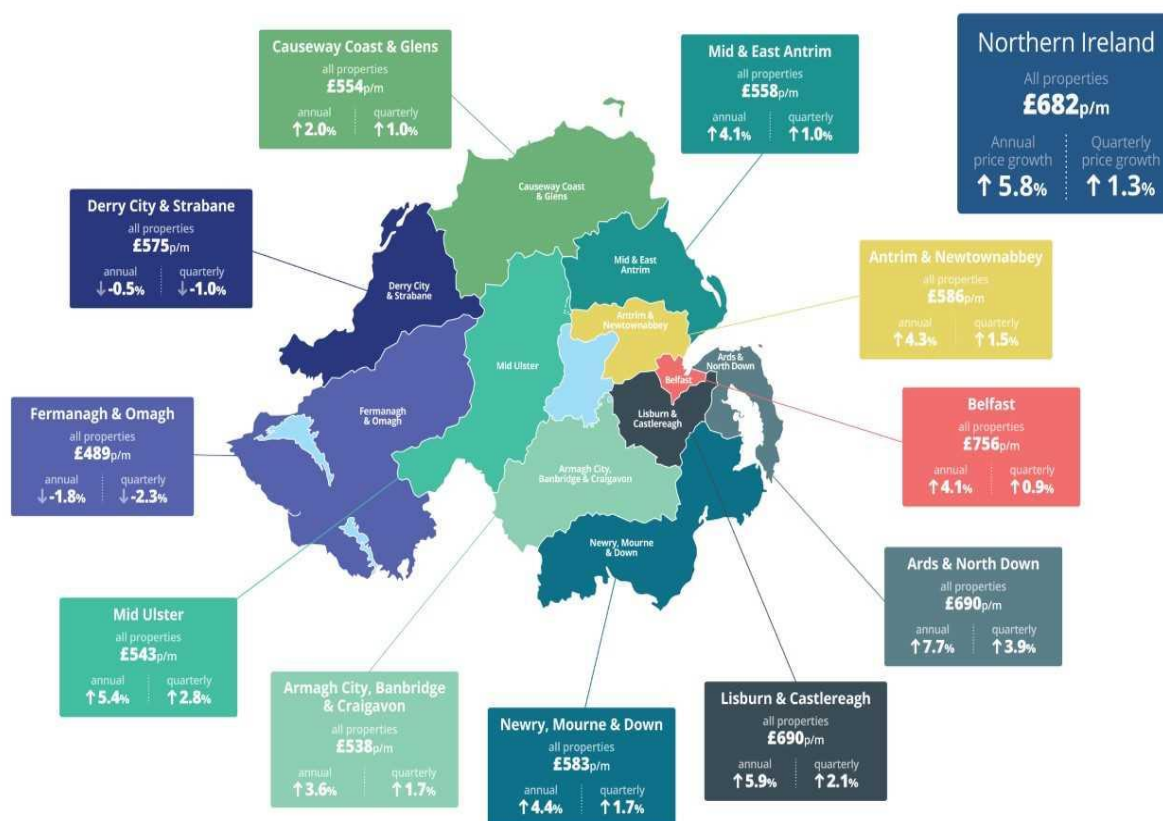 Causeway Coast & Glens
all properties
£554p/m
annual quarterly
↑2.0% ↑1.0%
Mid & East Antrim
all properties
£558p/m
annual quarterly
↑4.1% ↑1.0%
Northern Ireland
All properties
£682p/m
Annual
price growth
↑5.8%
Quarterly
price growth
↑1.3%
Derry City & Strabane
all properties
£575p/m
annual quarterly
↓-0.5% ↓-1.0%
Antrim & Newtownabbey
all properties
£586p/m
annual quarterly
↑4.3% ↑1.5%
Fermanagh & Omagh
all properties
£489p/m
annual quarterly
↓-1.8% ↓-2.3%
Belfast
all properties
£756p/m
annual quarterly
↑4.1% ↑0.9%
Causeway Coast
& Glens
Mid & East
Antrim
Derry City
& Strabane
Antrim &
Newtownabbey
Ards &
North Down
Mid Ulster
Belfast
Fermanagh
& Omagh
Lisburn &
Castlereagh
Armagh City,
Banbridge & Craigavon
Newry, Mourne
& Down
Ards & North Down
all properties
£690p/m
annual quarterly
↑7.7% ↑3.9%
Mid Ulster
all properties
£543p/m
annual quarterly
↑5.4% ↑2.8%
Armagh City, Banbridge
& Craigavon
all properties
£538p/m
annual quarterly
↑3.6% ↑1.7%
Newry, Mourne & Down
all properties
£583p/m
annual quarterly
↑4.4% ↑1.7%
Lisburn & Castlereagh
all properties
£690p/m
annual quarterly
↑5.9% ↑2.1%